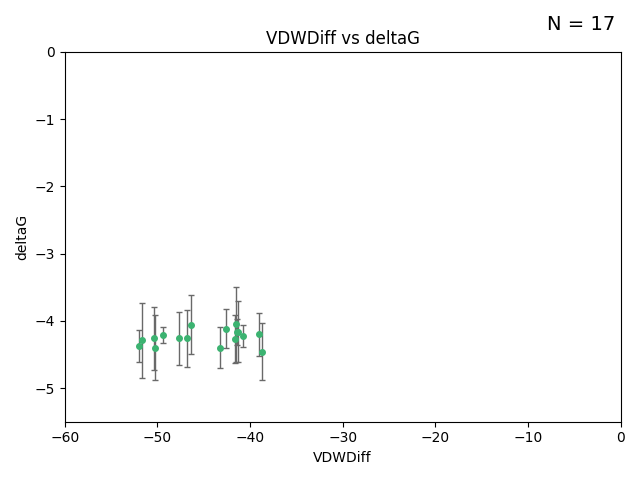 N = 17
VDWDiff vs deltaG
0
−1
−2
−3
−4
−5
deltaG
−60 −50 −40 −30 −20 −10 0
VDWDiff